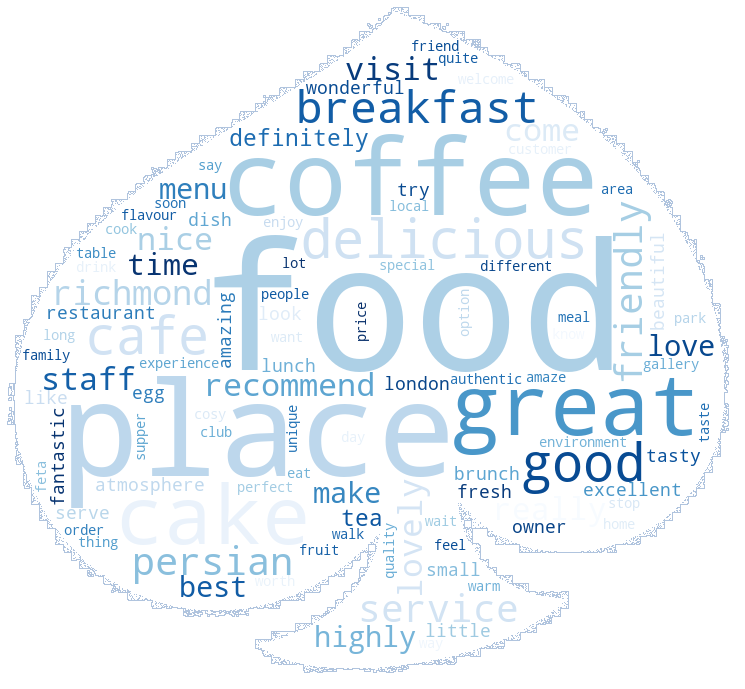 friend
quite
visit
welcome
wonderful
breakfast
come
definitely
customer
coffee
say
menu
try
area
soon
local
friendly
flavour
dish
enjoy
delicious
cook
nice
beautiful
table
time
lot
special
different
drink
food
richmond
people
option
restaurant
amazing
look
price
meal
park
long
cafe
want
know
love
family
experience
lunch
gallery
staff
recommend
london
authentic
amaze
egg
like
place
great
taste
fantastic
supper
cosy
unique
club
day
environment
good
tasty
feta
eat
brunch
atmosphere
perfect
make
fresh
excellent
serve
cake
lovely
really
stop
order
tea
wait
owner
home
thing
walk
quality
feel
persian
fruit
small
best
worth
warm
service
highly
little
way